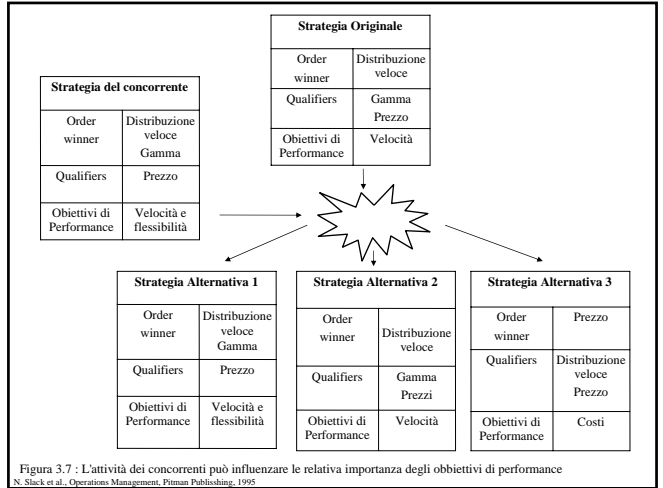 Strategia Originale
Order winner
Distribuzione veloce
Qualifiers
Gamma
Prezzo
Obiettivi di Performance
Velocità
Strategia del concorrente
Order winner
Distribuzione veloce
Gamma
Qualifiers
Prezzo
Obiettivi di Performance
Velocità e flessibilità
Strategia Alternativa 1
Order winner
Distribuzione veloce
Gamma
Qualifiers
Prezzo
Obiettivi di Performance
Velocità e flessibilità
Strategia Alternativa 2
Order winner
Distribuzione veloce
Qualifiers
Gamma
Prezzi
Obiettivi di Performance
Velocità
Strategia Alternativa 3
Order winner
Prezzo
Qualifiers
Distribuzione veloce
Prezzo
Obiettivi di Performance
Costi
Figura 3.7 : L'attività dei concorrenti può influenzare le relativa importanza degli obbiettivi di performance
N. Slack et al., Operations Management, Pitman Publisshing, 1995